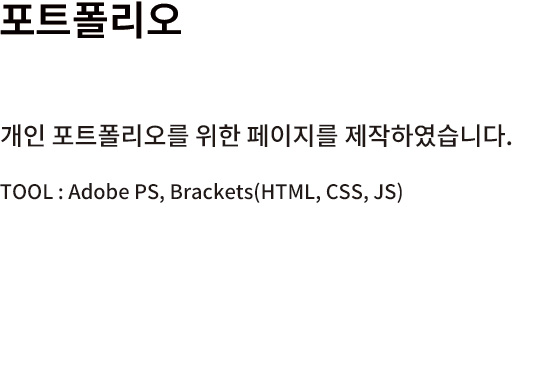 포트폴리오
개인 포트폴리오를 위한 페이지를 제작하였습니다.
TOOL : Adobe PS, Brackets(HTML, CSS, JS)